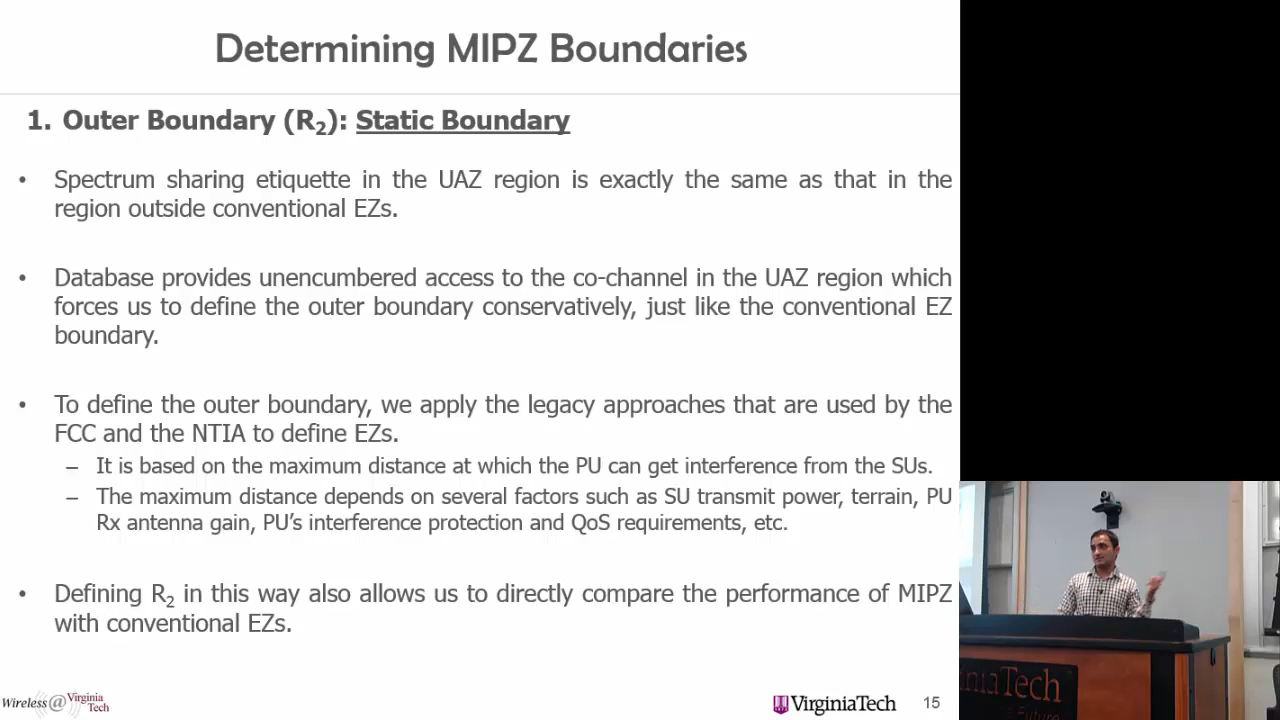 Determining MIPZ Boundaries
1. Outer Boundary (R2): Static Boundary
• Spectrum sharing etiquette in the UAZ region is exactly the same as that in the
region outside conventional EZs.
• Database provides unencumbered access to the co-channel in the UAZ region which
forces us to define the outer boundary conservatively, just like the conventional EZ
boundary.
• To define the outer boundary, we apply the legacy approaches that are used by the
FCC and the NTIA to define EZs.
– It is based on the maximum distance at which the PU can get interference from the SUs.
– The maximum distance depends on several factors such as SU transmit power, terrain, PU
Rx antenna gain, PU’s interference protection and QoS requirements, etc.
• Defining R2 in this way also allows us to directly compare the performance of MIPZ
with conventional EZs.
Wireless@Virginia
Tech
VirginiaTech
15
iniaTech